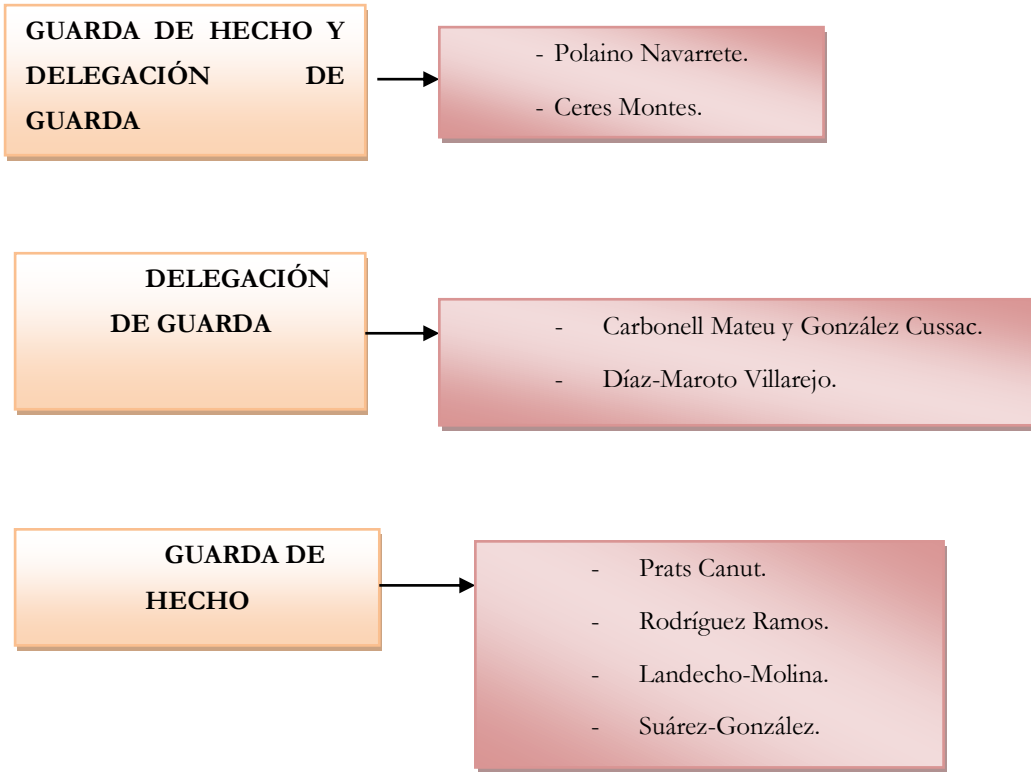 GUARDA DE HECHO Y
DELEGACIÓN DE
GUARDA
- Polaino Navarrete.
- Ceres Montes.
DELEGACIÓN
DE GUARDA
- Carbonell Mateu y González Cussac.
- Díaz-Maroto Villarejo.
GUARDA DE
HECHO
- Prats Canut.
- Rodríguez Ramos.
- Landecho-Molina.
- Suárez-González.